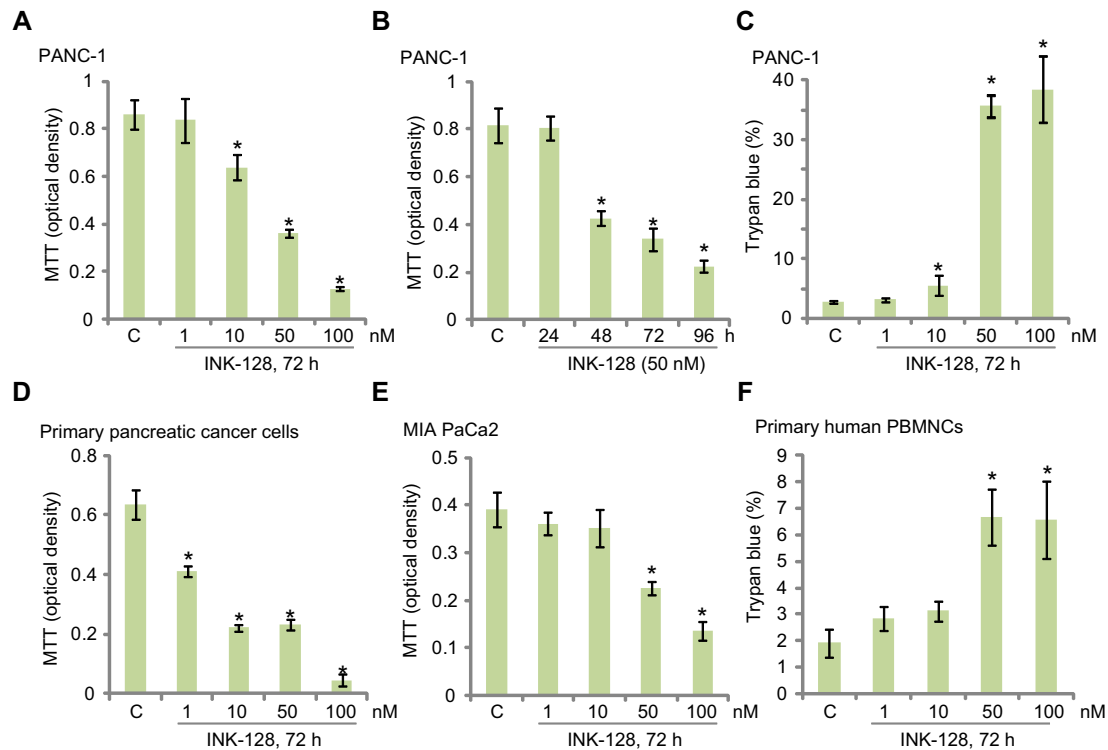 A
PANC-1
MTT (optical density)
1
0.8
0.6
0.4
0.2
0
*
*
*
C 1 10 50 100 nM
INK-128, 72 h
B
PANC-1
MTT (optical density)
1
0.8
0.6
0.4
0.2
0
*
*
*
C 24 48 72 96 h
INK-128 (50 nM)
C
PANC-1
Trypan blue (%)
40
30
20
10
0
*
*
*
C 1 10 50 100 nM
INK-128, 72 h
D
Primary pancreatic cancer cells
MTT (optical density)
0.8
0.6
0.4
0.2
0
*
*
*
*
C 1 10 50 100 nM
INK-128, 72 h
E
MIA PaCa2
MTT (optical density)
0.5
0.4
0.3
0.2
0.1
0
*
*
C 1 10 50 100 nM
INK-128, 72 h
F
Primary human PBMNCs
Trypan blue (%)
9
8
7
6
5
4
3
2
1
0
*
*
C 1 10 50 100 nM
INK-128, 72 h